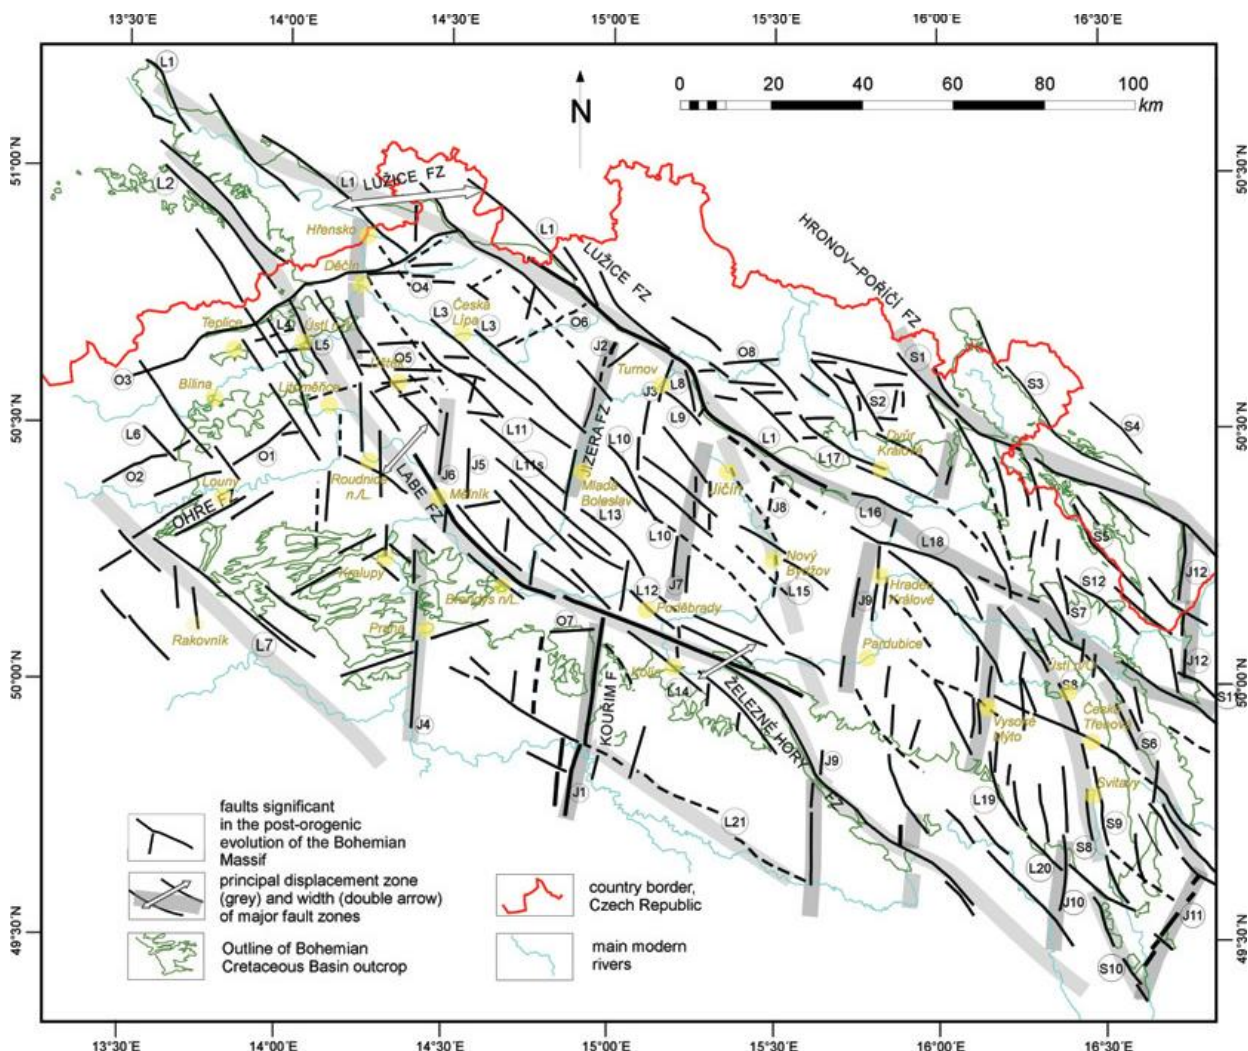 13°30'E
14°00'E
14°30'E
15°00'E
15°30'E
16°00'E
16°30'E
0
20
40
60
80
100
km
N
51°00'N
50°30'N
50°00'N
49°30'N
50°30'N
50°30'N
50°00'N
49°30'N
L1
L2
L1
LUŽICE FZ
L1
LUŽICE FZ
HRONOV–POŘÍČÍ FZ
Hřensko
Děčín
O4
Česká
Lípa
L3
L3
O6
J2
O8
S1
S2
S3
S4
Teplice
L4
Ústí n/L.
L5
O5
O3
Bílina
Litoměřice
Turnov
J3
L8
L9
L1
L6
O2
O1
L11
L11s
L10
JIZERA FZ
L17
Dvůr
Králové
Louny
OHŘE FZ
Roudnice
n./L.
LABE FZ
J6
J5
Mělník
Mladá
Boleslav
L13
L10
Jičín
J8
L16
L18
S5
S12
J12
Kralupy
Brandýs n/L.
L12
J7
Nový
Bydžov
L15
J9
Hradec
Králové
S7
Rakovník
L7
Praha
O7
Poděbrady
Pardubice
Kolín
L14
KOUŘIM F.
ŽELEZNÉ HORY FZ
Ústí n/O.
S8
J12
S11
Česká
Třebová
Vysoké
Mýto
S6
J4
J9
J1
L21
L19
Svitavy
S9
S8
L20
J10
J11
S10
faults significant
in the post-orogenic
evolution of the Bohemian
Massif
principal displacement zone
(grey) and width (double arrow)
of major fault zones
Outline of Bohemian
Cretaceous Basin outcrop
country border,
Czech Republic
main modern
rivers
13°30'E
14°00'E
14°30'E
15°00'E
15°30'E
16°00'E
16°30'E